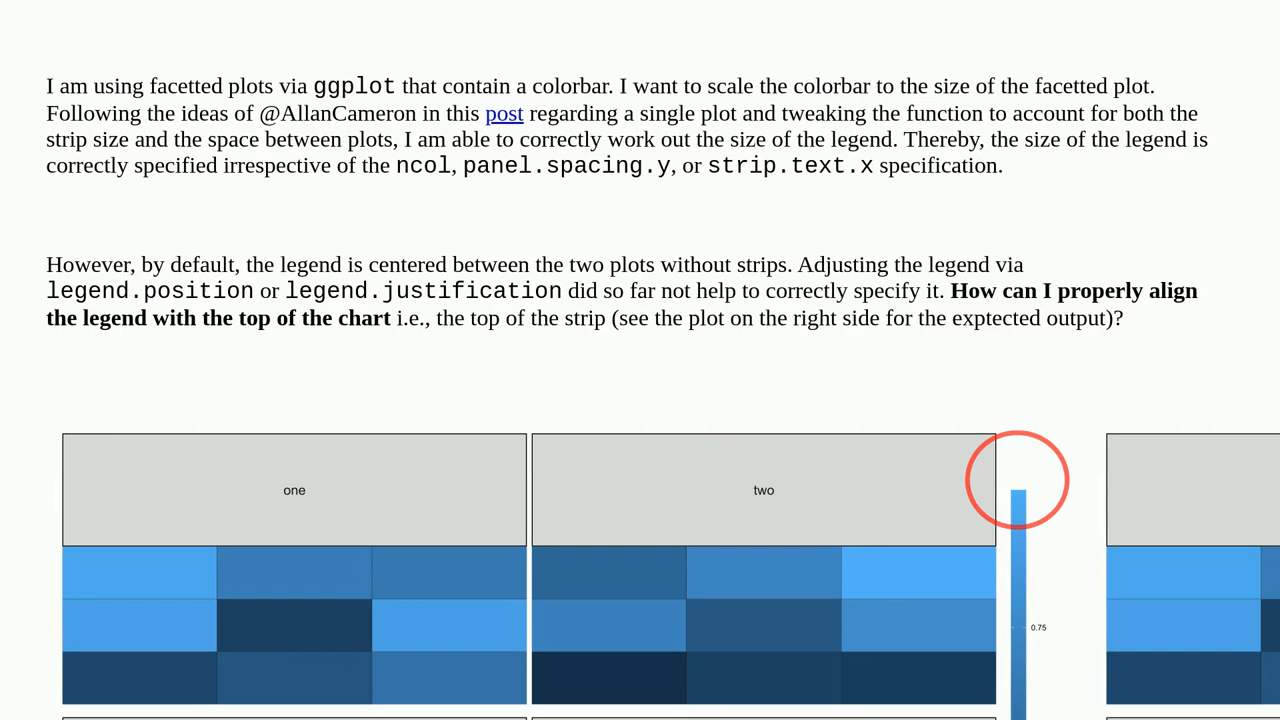 I am using facetted plots via ggplot that contain a colorbar. I want to scale the colorbar to the size of the facetted plot.
Following the ideas of @AllanCameron in this post regarding a single plot and tweaking the function to account for both the
strip size and the space between plots, I am able to correctly work out the size of the legend. Thereby, the size of the legend is
correctly specified irrespective of the ncol, panel.spacing.y, or strip.text.x specification.
However, by default, the legend is centered between the two plots without strips. Adjusting the legend via
legend.position or legend.justification did so far not help to correctly specify it. How can I properly align
the legend with the top of the chart i.e., the top of the strip (see the plot on the right side for the exptected output)?
one
two
0.75